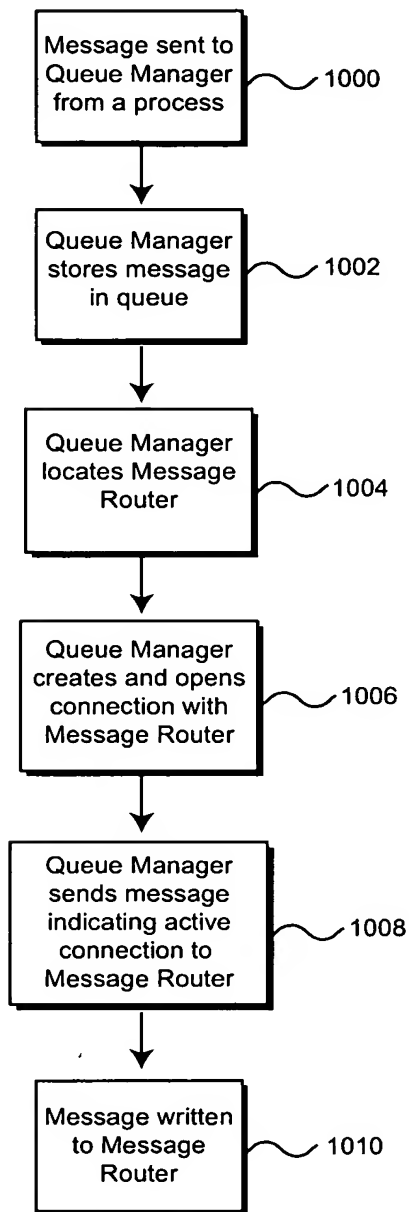 Message sent to
Queue Manager
from a process
1000
Queue Manager
stores message
in queue
1002
Queue Manager
locates Message
Router
1004
Queue Manager
creates and opens
connection with
Message Router
1006
Queue Manager
sends message
indicating active
connection to
Message Router
1008
Message written
to Message
Router
1010